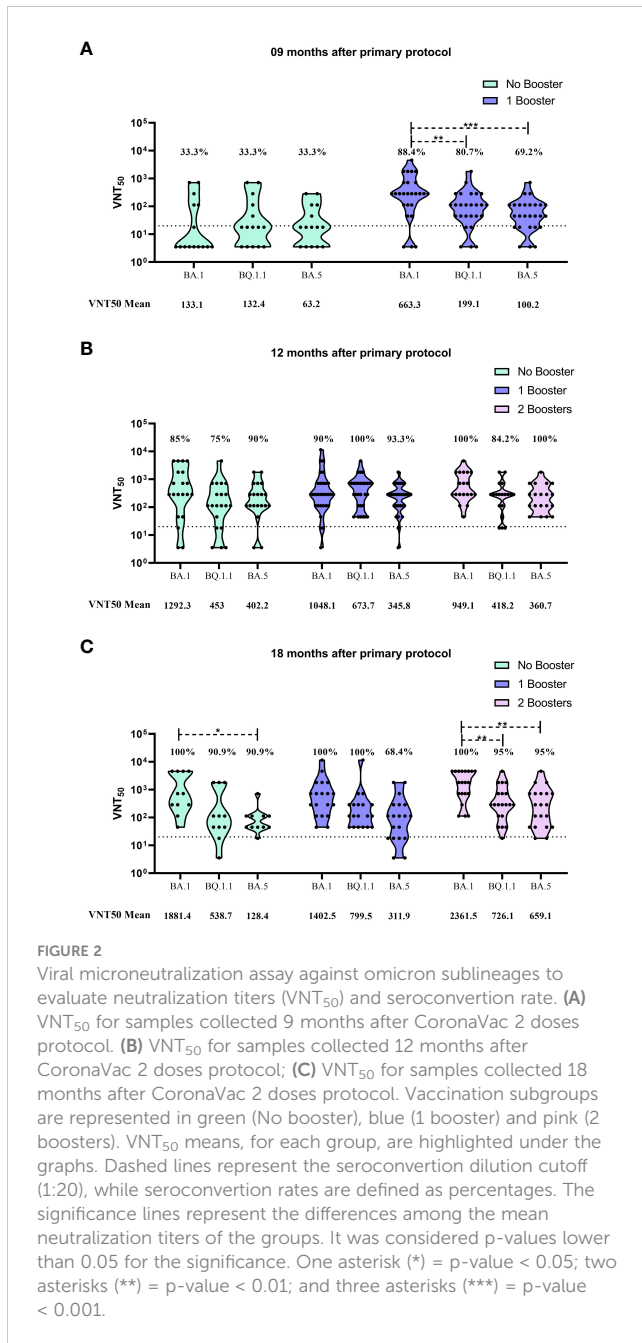 A
09 months after primary protocol
No Booster
1 Booster
***
**
33.3% 33.3% 33.3% 88.4% 80.7% 69.2%
VNT50
10^5
10^4
10^3
10^2
10^1
10^0
BA.1 BQ.1.1 BA.5 BA.1 BQ.1.1 BA.5
VNT50 Mean 133.1 132.4 63.2 663.3 199.1 100.2
B
12 months after primary protocol
No Booster
1 Booster
2 Boosters
85% 75% 90% 90% 100% 93.3% 100% 84.2% 100%
VNT50
10^5
10^4
10^3
10^2
10^1
10^0
BA.1 BQ.1.1 BA.5 BA.1 BQ.1.1 BA.5 BA.1 BQ.1.1 BA.5
VNT50 Mean 1292.3 453 402.2 1048.1 673.7 345.8 949.1 418.2 360.7
C
18 months after primary protocol
No Booster
1 Booster
2 Boosters
* ** **
100% 90.9% 90.9% 100% 100% 68.4% 100% 95% 95%
VNT50
10^5
10^4
10^3
10^2
10^1
10^0
BA.1 BQ.1.1 BA.5 BA.1 BQ.1.1 BA.5 BA.1 BQ.1.1 BA.5
VNT50 Mean 1881.4 538.7 128.4 1402.5 799.5 311.9 2361.5 726.1 659.1
FIGURE 2
Viral microneutralization assay against omicron sublineages to
evaluate neutralization titers (VNT50) and seroconvertion rate. (A)
VNT50 for samples collected 9 months after CoronaVac 2 doses
protocol. (B) VNT50 for samples collected 12 months after
CoronaVac 2 doses protocol; (C) VNT50 for samples collected 18
months after CoronaVac 2 doses protocol. Vaccination subgroups
are represented in green (No booster), blue (1 booster) and pink (2
boosters). VNT50 means, for each group, are highlighted under the
graphs. Dashed lines represent the seroconvertion dilution cutoff
(1:20), while seroconvertion rates are defined as percentages. The
significance lines represent the differences among the mean
neutralization titers of the groups. It was considered p-values lower
than 0.05 for the significance. One asterisk (*) = p-value < 0.05; two
asterisks (**) = p-value < 0.01; and three asterisks (***) = p-value
< 0.001.